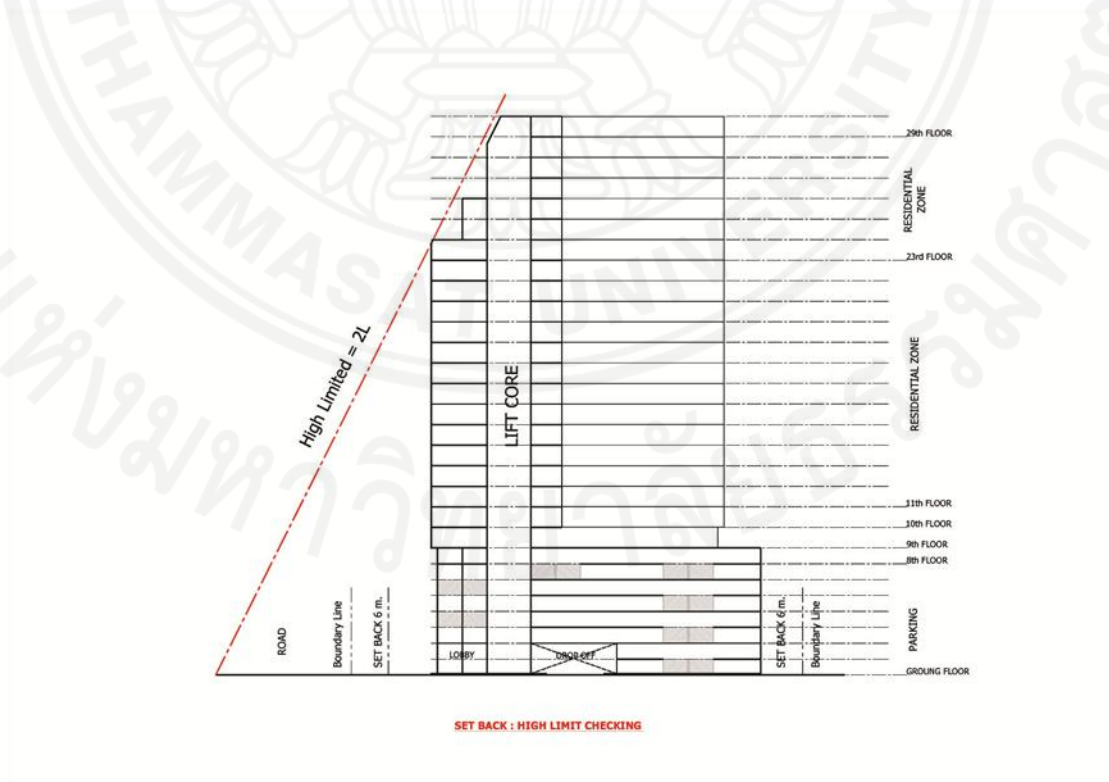 29th FLOOR
RESIDENTIAL
ZONE
23rd FLOOR
High Limited = 2L
LIFT CORE
RESIDENTIAL ZONE
11th FLOOR
10th FLOOR
9th FLOOR
8th FLOOR
ROAD
Boundary Line
SET BACK 6 m.
LOBBY
DROP OFF
SET BACK 6 m.
Boundary Line
PARKING
GROUNG FLOOR
SET BACK : HIGH LIMIT CHECKING
THAMMASAT UNIVERSITY